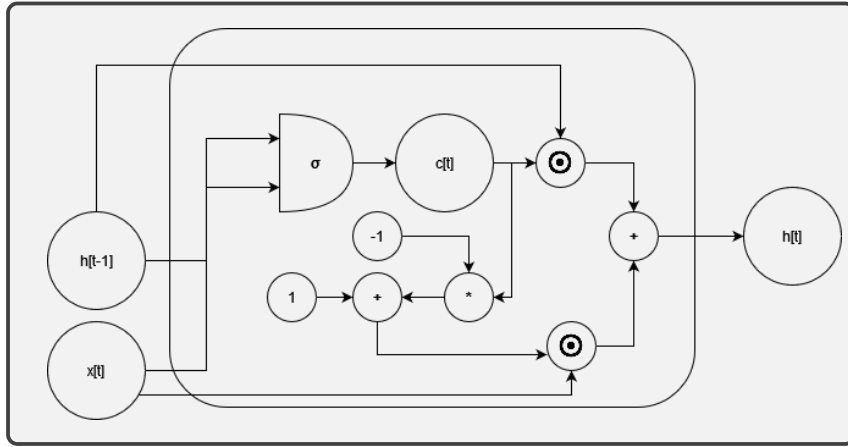 σ
c[t]
⊙
-1
h[t-1]
+
h[t]
1
+
*
⊙
x[t]